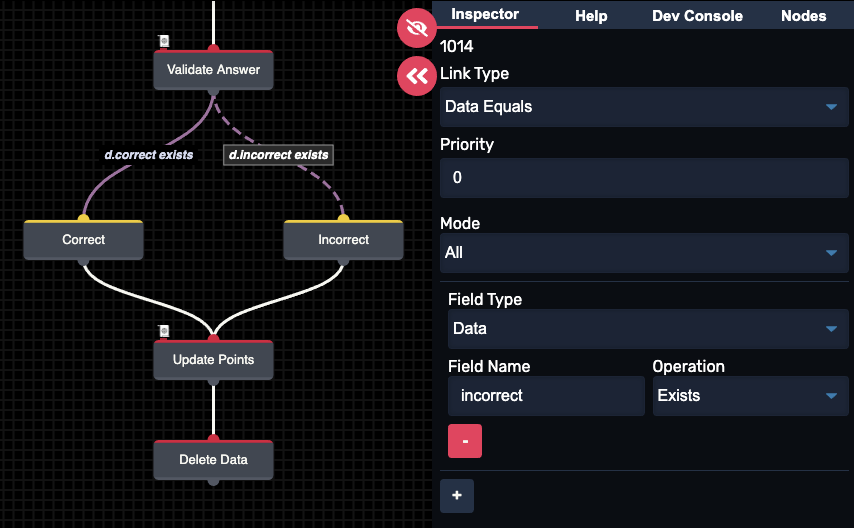 Validate Answer
d.correct exists
d.incorrect exists
Correct
Incorrect
Update Points
Delete Data
Inspector
Help
Dev Console
Nodes
1014
Link Type
Data Equals
Priority
0
Mode
All
Field Type
Data
Field Name
Operation
incorrect
Exists
-
+